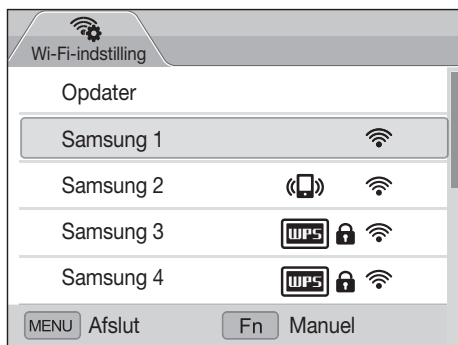 Wi-Fi-indstilling
Opdater
Samsung 1
Samsung 2
Samsung 3 WPS
Samsung 4 WPS
MENU Afslut Fn Manuel